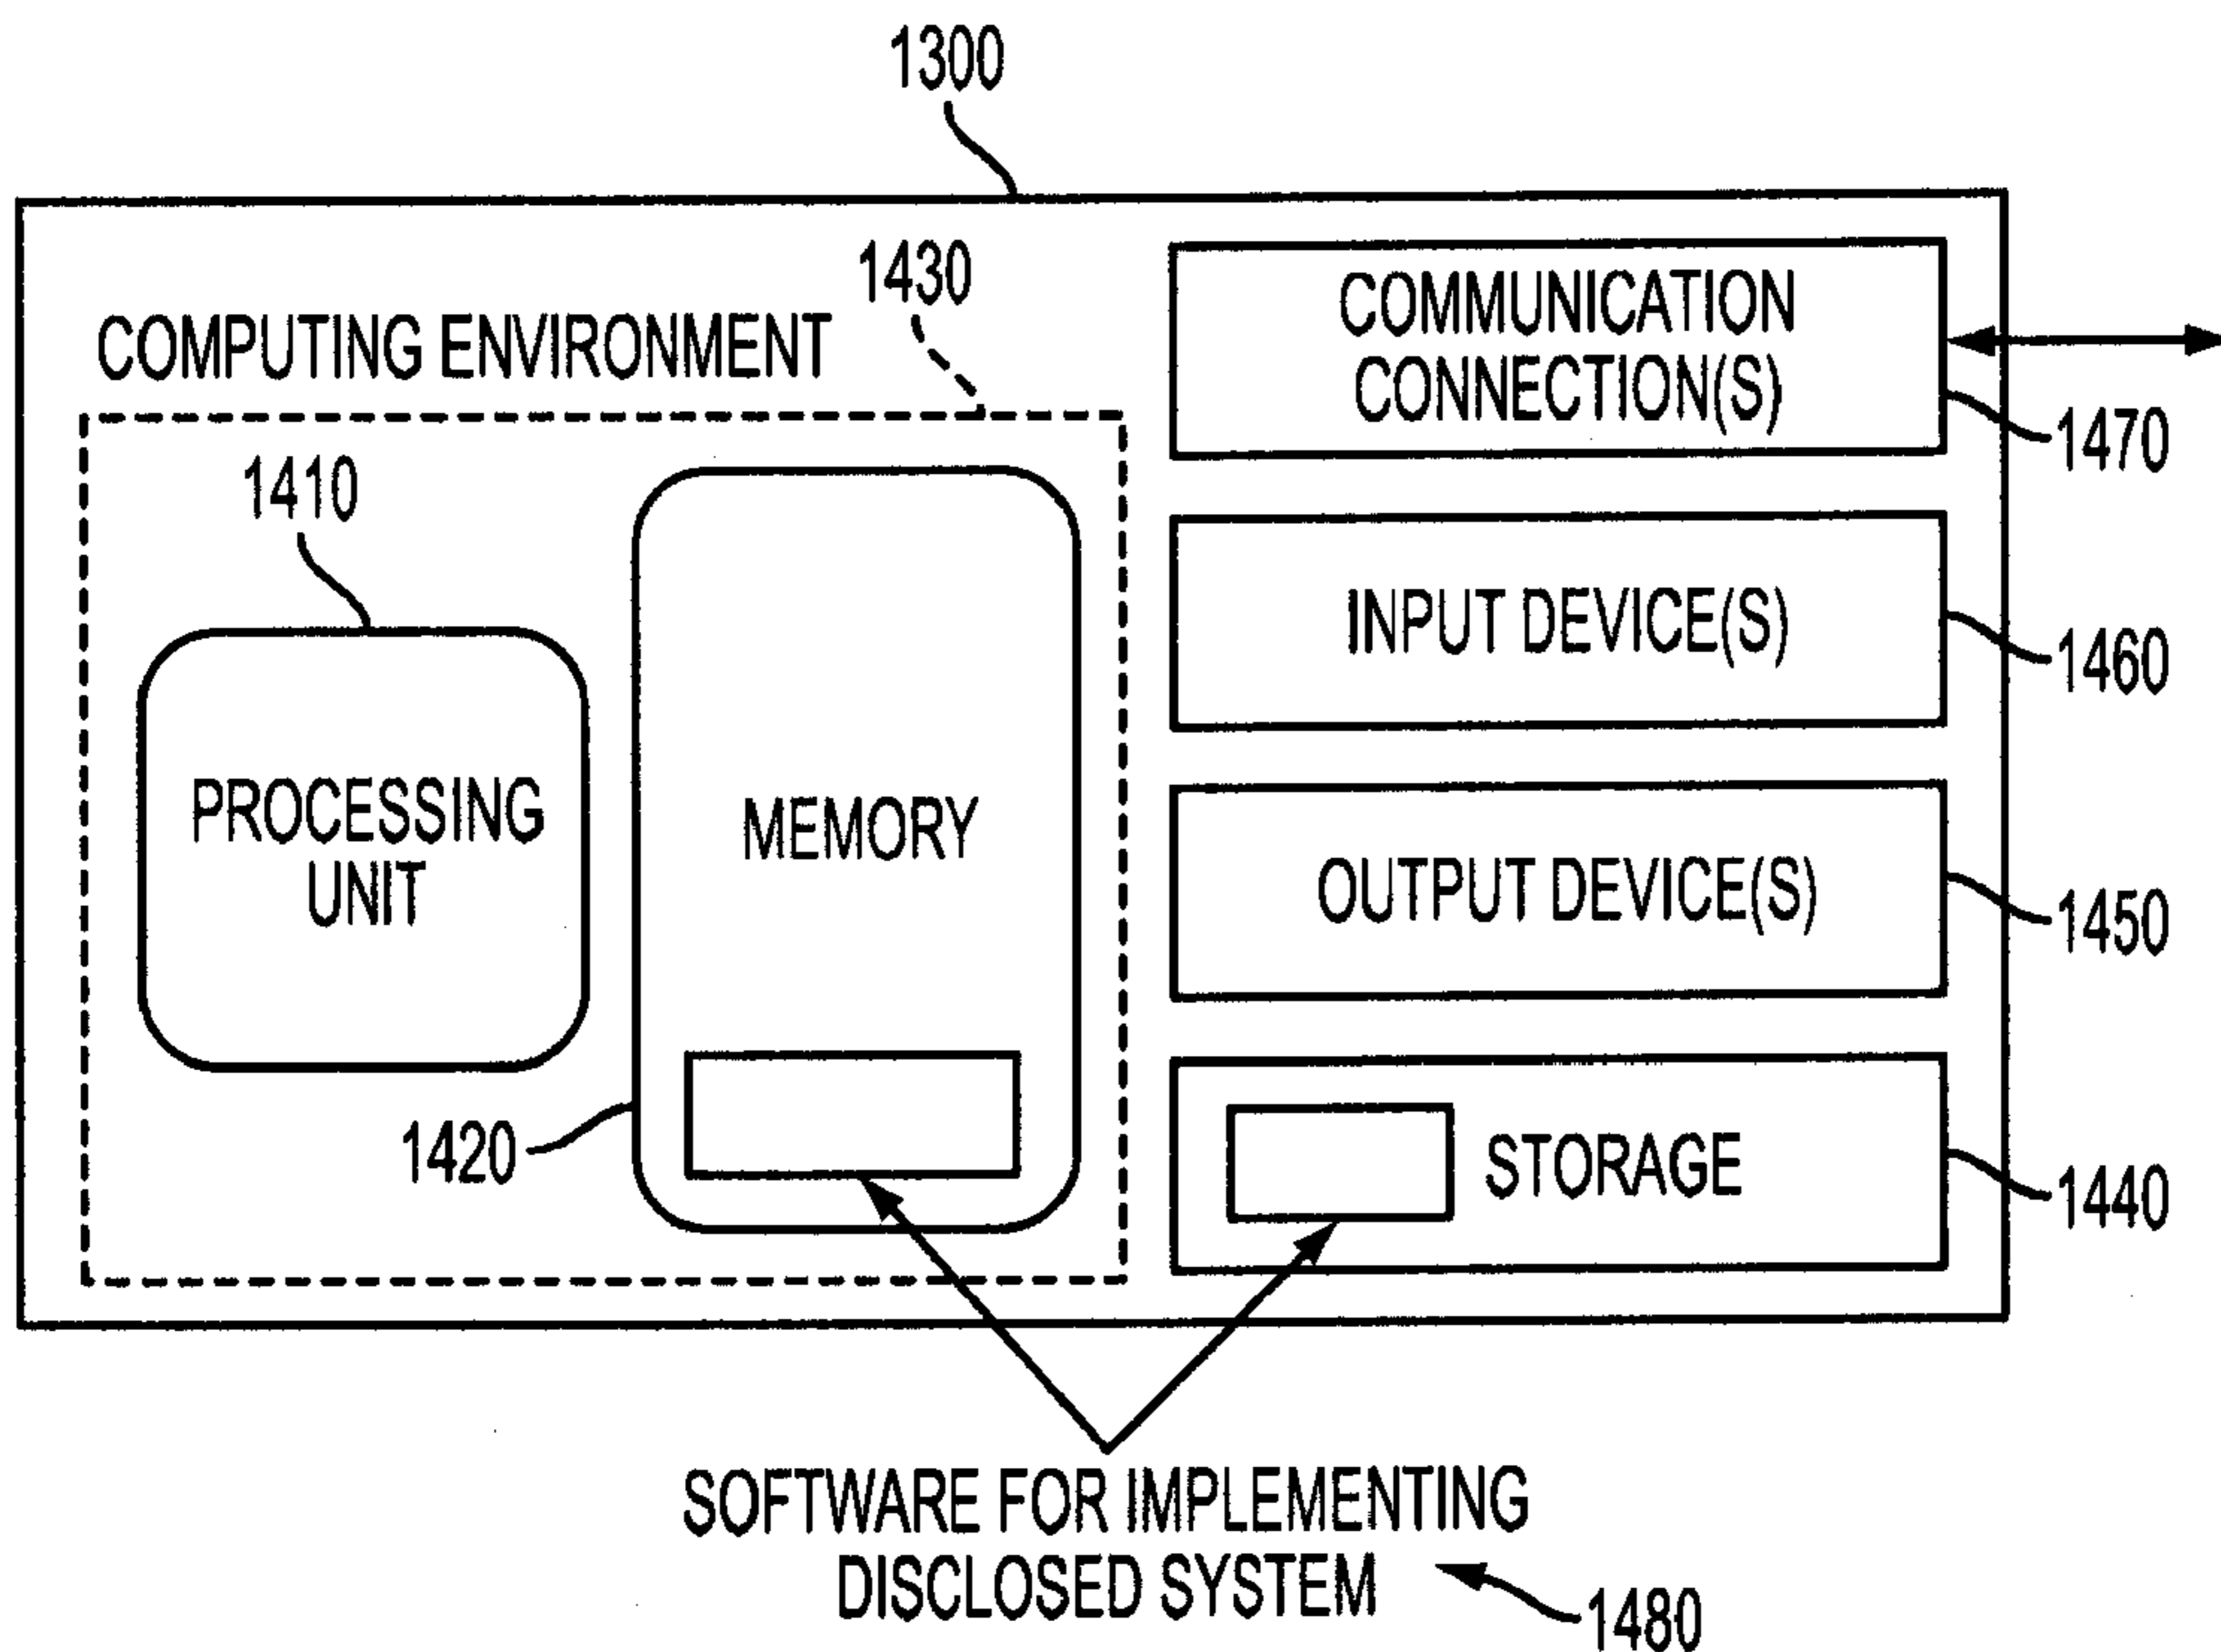 1300
1430
COMPUTING ENVIRONMENT
1410
PROCESSING
UNIT
MEMORY
1420
COMMUNICATION
CONNECTION(S)
1470
INPUT DEVICE(S)
1460
OUTPUT DEVICE(S)
1450
STORAGE
1440
SOFTWARE FOR IMPLEMENTING
DISCLOSED SYSTEM
1480